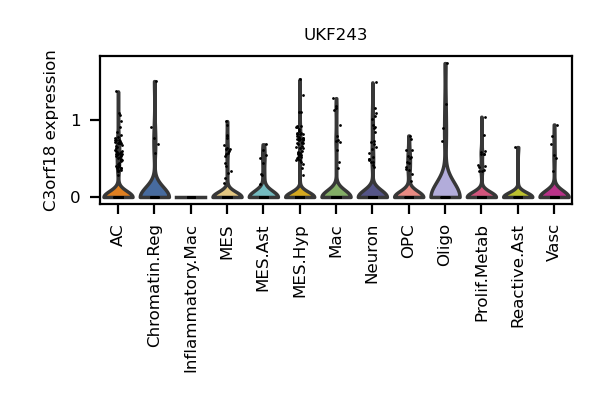 UKF243
C3orf18 expression
1
0
AC
Chromatin.Reg
Inflammatory.Mac
MES
MES.Ast
MES.Hyp
Mac
Neuron
OPC
Oligo
Prolif.Metab
Reactive.Ast
Vasc